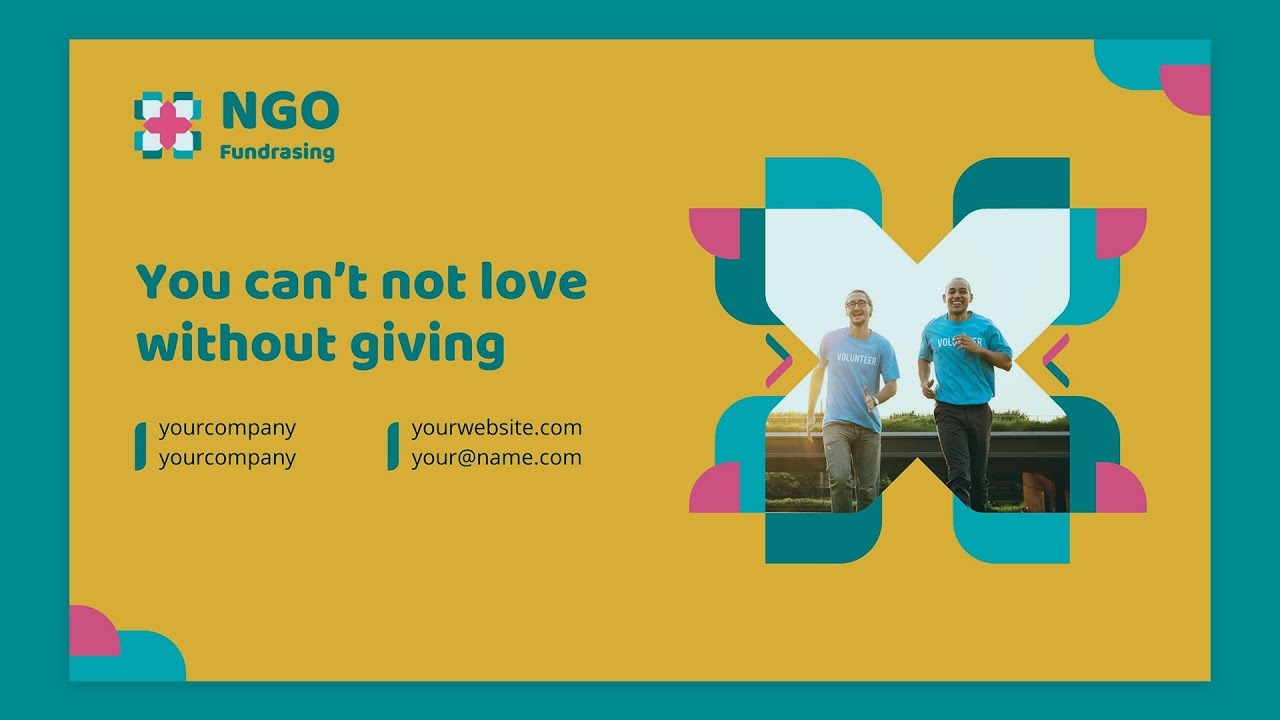 NGO
Fundrasing
You can’t not love
without giving
yourcompany
yourcompany
yourwebsite.com
your@name.com
VOLUNTEER
VOLUNTEER